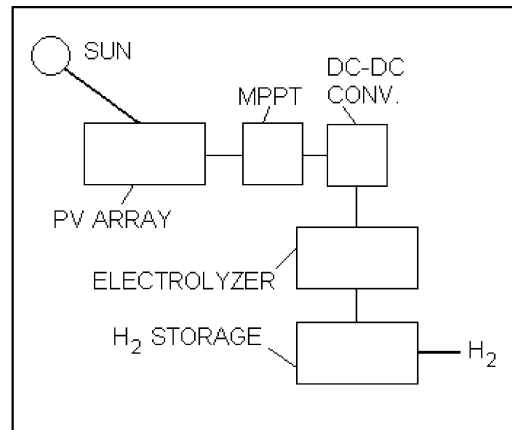 SUN
DC-DC
CONV.
MPPT
PV ARRAY
ELECTROLYZER
H₂ STORAGE
H₂